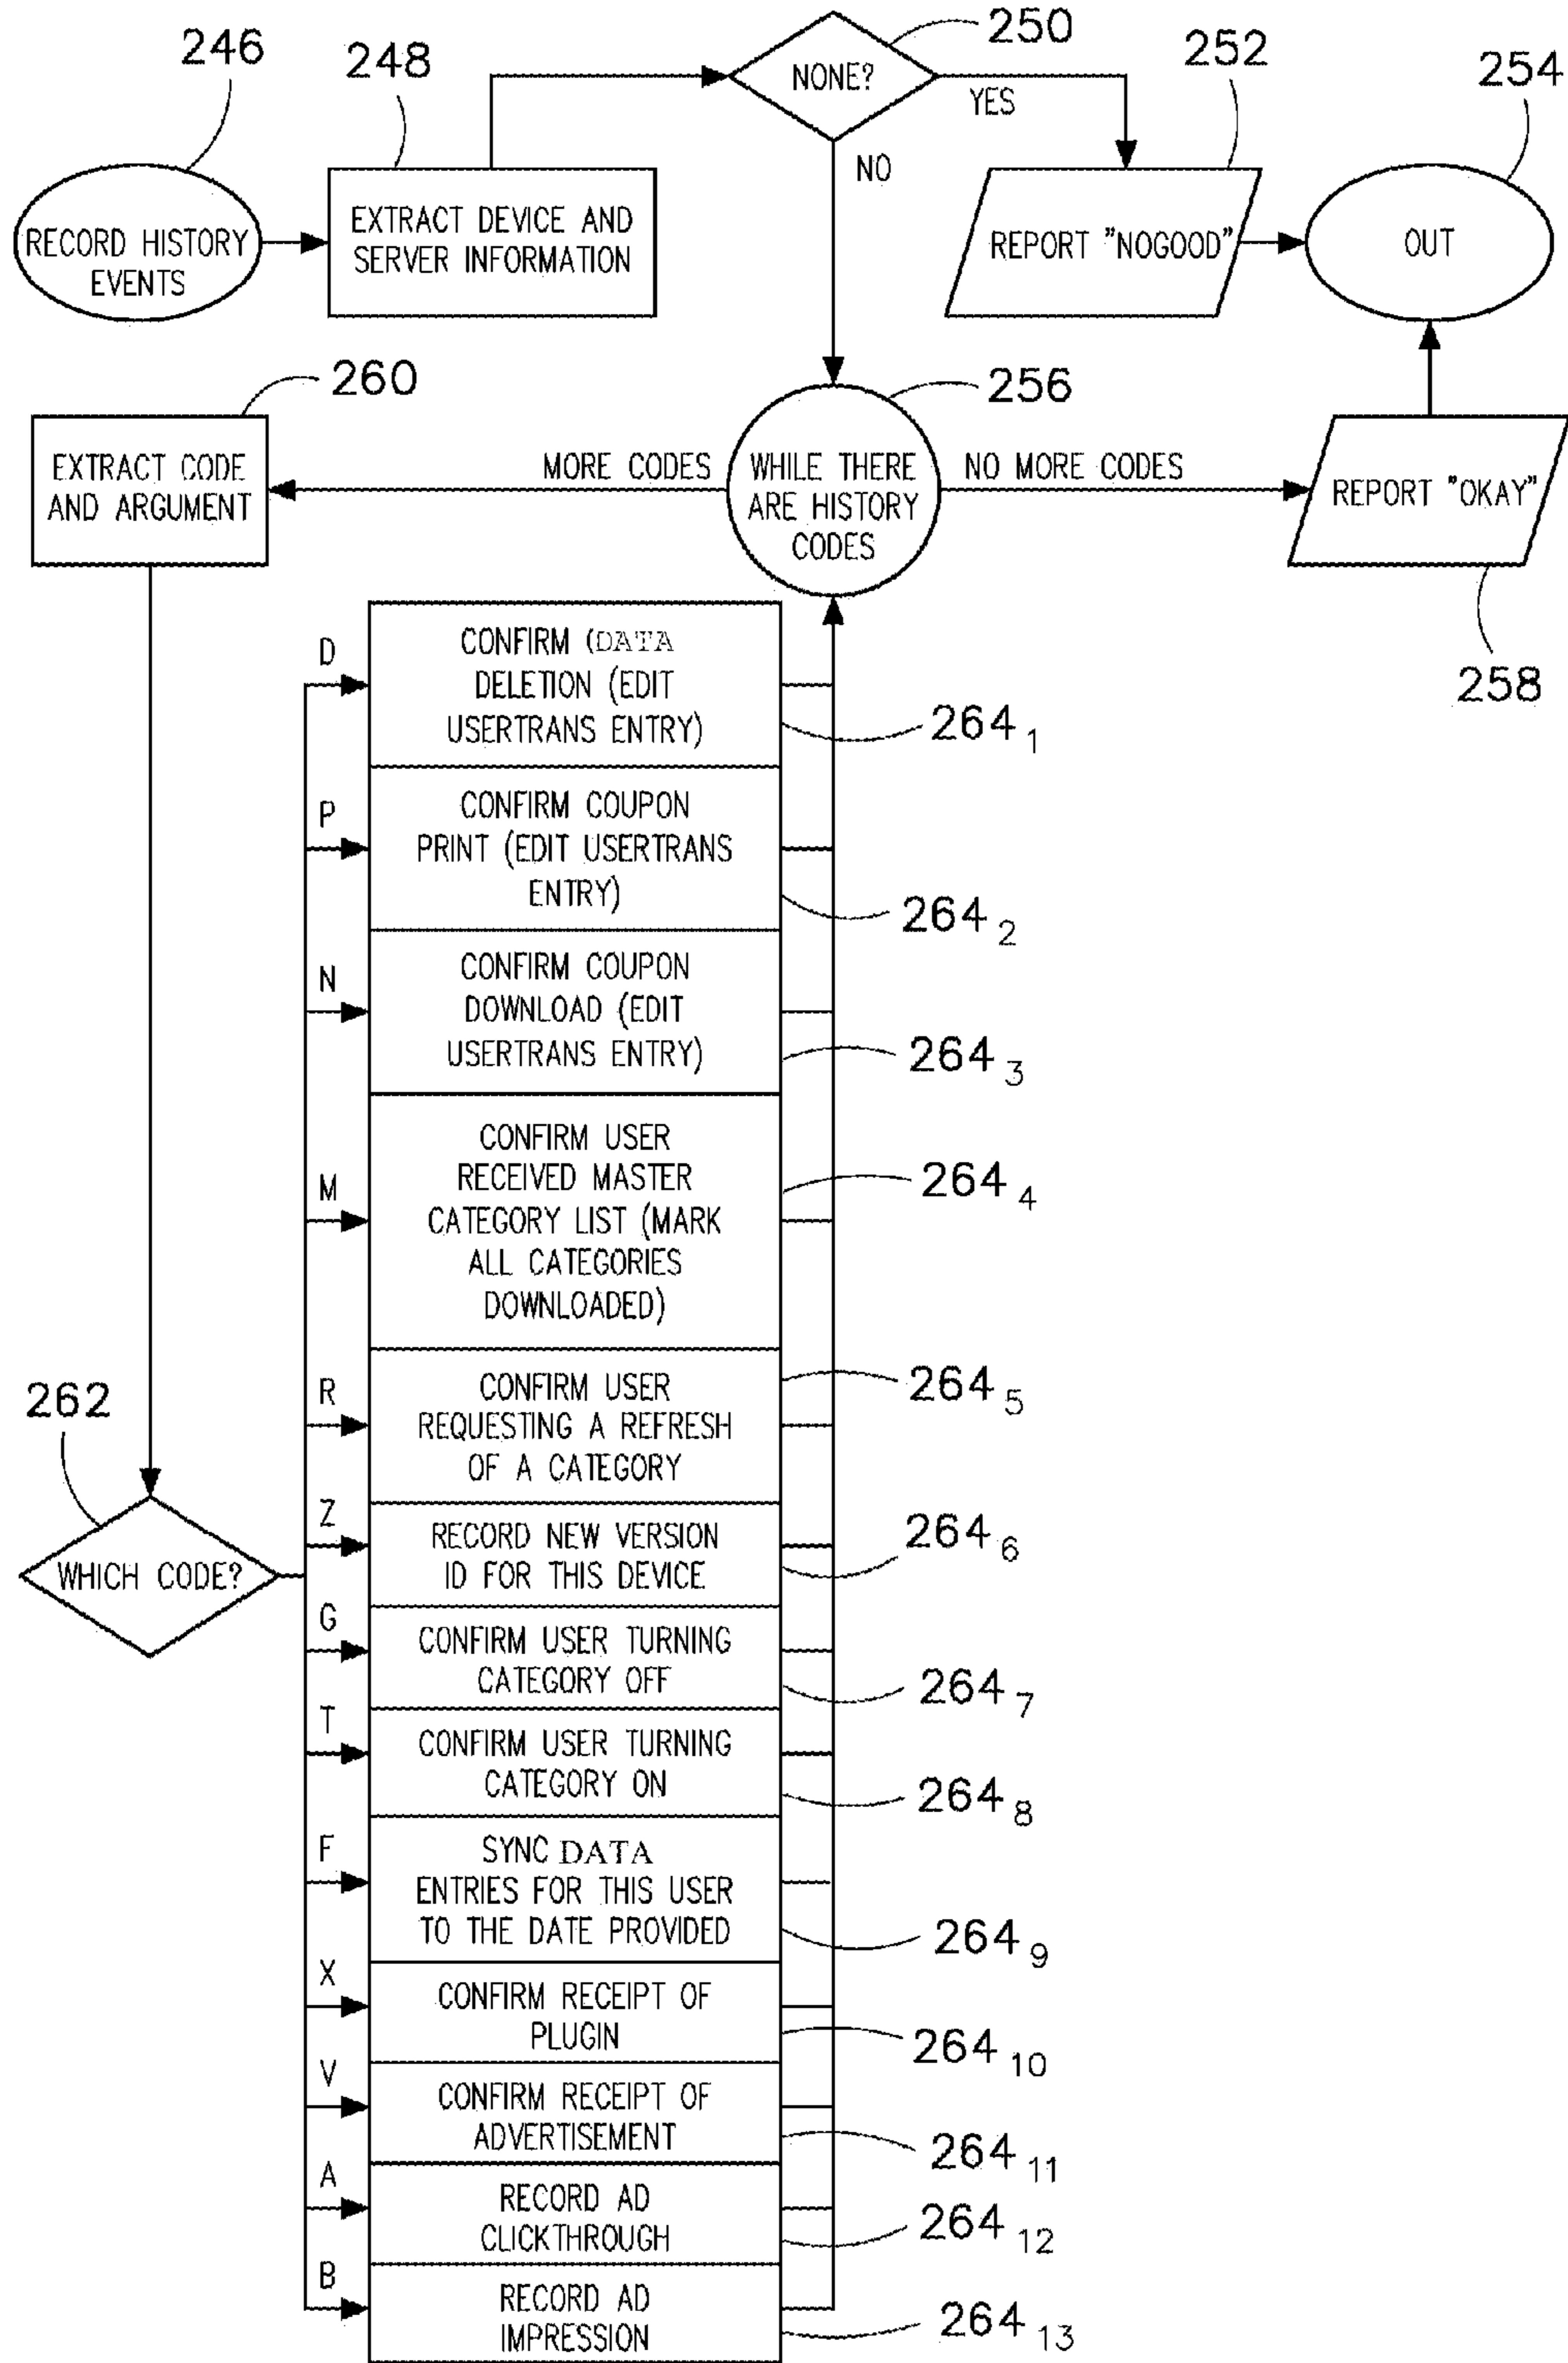 246
248
250
252
254
NONE?
YES
NO
RECORD HISTORY
EVENTS
EXTRACT DEVICE AND
SERVER INFORMATION
REPORT "NOGOOD"
OUT
260
256
EXTRACT CODE
AND ARGUMENT
MORE CODES
WHILE THERE
ARE HISTORY
CODES
NO MORE CODES
REPORT "OKAY"
258
D
CONFIRM (DATA
DELETION (EDIT
USERTRANS ENTRY)
264 1
P
CONFIRM COUPON
PRINT (EDIT USERTRANS
ENTRY)
264 2
N
CONFIRM COUPON
DOWNLOAD (EDIT
USERTRANS ENTRY)
264 3
M
CONFIRM USER
RECEIVED MASTER
CATEGORY LIST (MARK
ALL CATEGORIES
DOWNLOADED)
264 4
R
CONFIRM USER
REQUESTING A REFRESH
OF A CATEGORY
264 5
262
WHICH CODE?
Z
RECORD NEW VERSION
ID FOR THIS DEVICE
264 6
G
CONFIRM USER TURNING
CATEGORY OFF
264 7
T
CONFIRM USER TURNING
CATEGORY ON
264 8
F
SYNC DATA
ENTRIES FOR THIS USER
TO THE DATE PROVIDED
264 9
X
CONFIRM RECEIPT OF
PLUGIN
264 10
V
CONFIRM RECEIPT OF
ADVERTISEMENT
264 11
A
RECORD AD
CLICKTHROUGH
264 12
B
RECORD AD
IMPRESSION
264 13